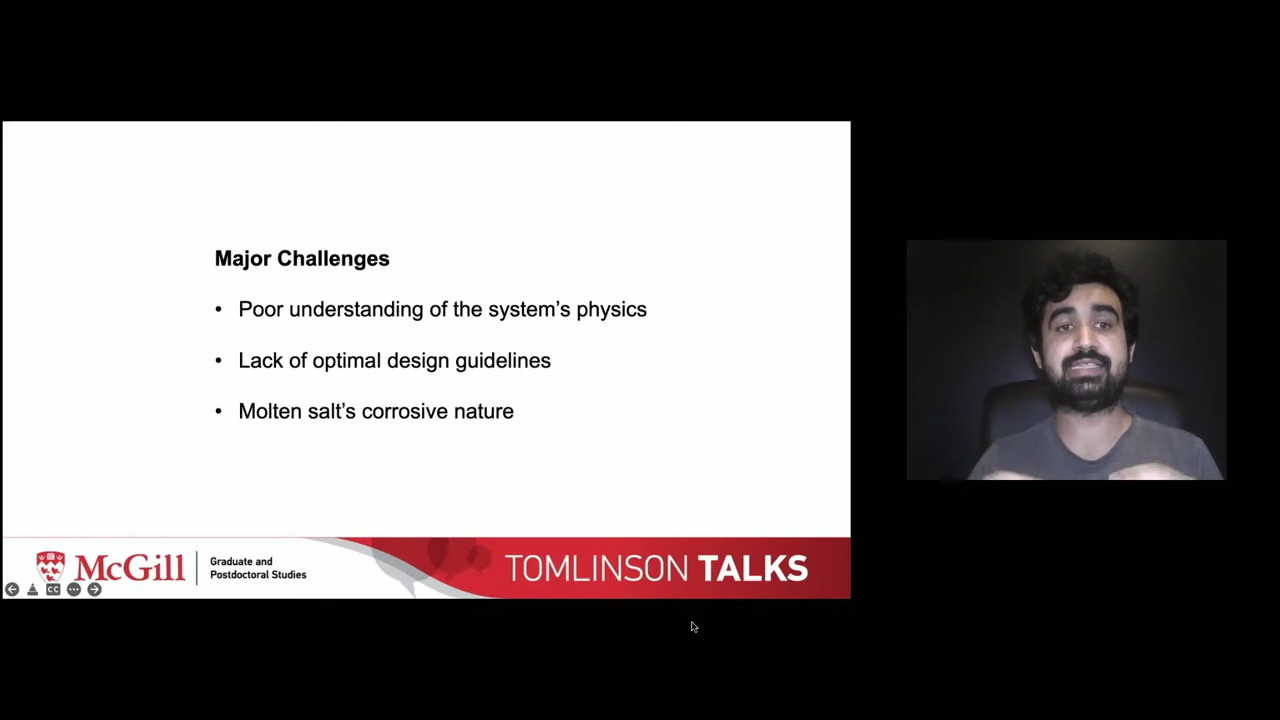 Major Challenges
• Poor understanding of the system's physics
• Lack of optimal design guidelines
• Molten salt's corrosive nature
McGill
Graduate and
Postdoctoral Studies
TOMLINSON TALKS
CC